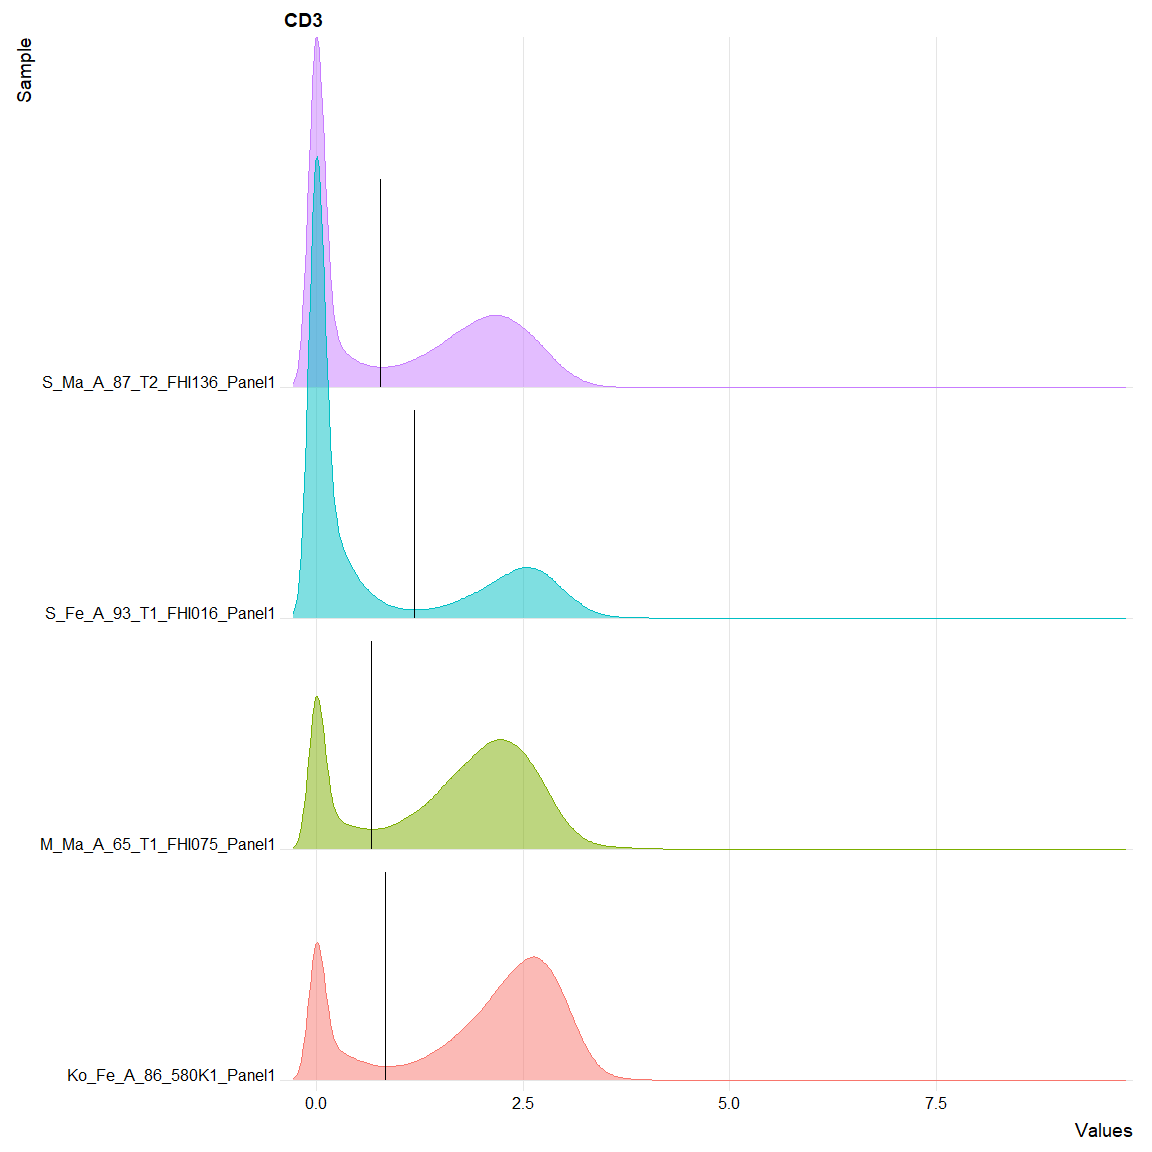 CD3
Sample
S_Ma_A_87_T2_FHI136_Panel1
S_Fe_A_93_T1_FHI016_Panel1
M_Ma_A_65_T1_FHI075_Panel1
Ko_Fe_A_86_580K1_Panel1
0.0 2.5 5.0 7.5
Values